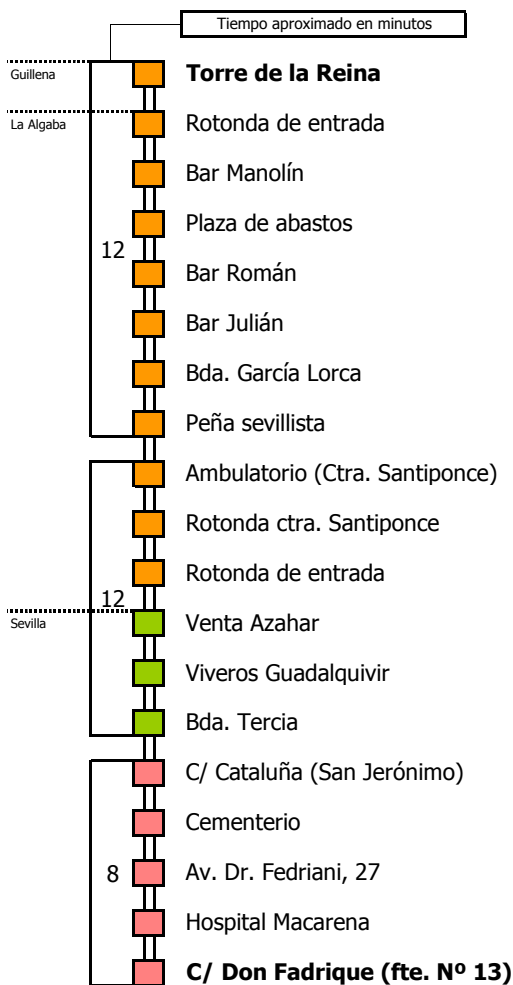 Tiempo aproximado en minutos
Guillena
Torre de la Reina
La Algaba
Rotonda de entrada
Bar Manolín
Plaza de abastos
12
Bar Román
Bar Julián
Bda. García Lorca
Peña sevillista
Ambulatorio (Ctra. Santiponce)
Rotonda ctra. Santiponce
Rotonda de entrada
12
Sevilla
Venta Azahar
Viveros Guadalquivir
Bda. Tercia
C/ Cataluña (San Jerónimo)
Cementerio
8
Av. Dr. Fedriani, 27
Hospital Macarena
C/ Don Fadrique (fte. Nº 13)